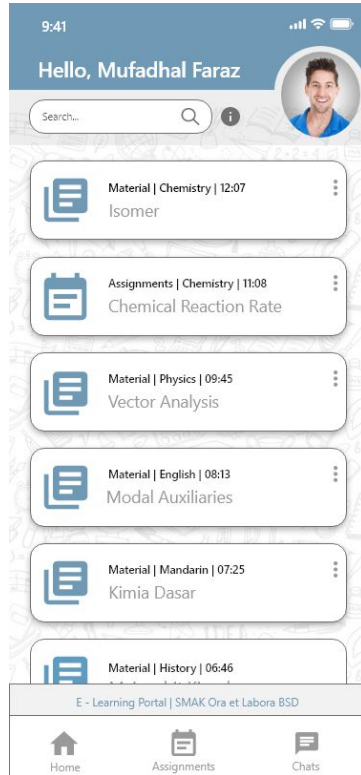 9:41
Hello, Mufadhal Faraz
Search...
Material | Chemistry | 12:07
Isomer
Assignments | Chemistry | 11:08
Chemical Reaction Rate
Material | Physics | 09:45
Vector Analysis
Material | English | 08:13
Modal Auxiliaries
Material | Mandarin | 07:25
Kimia Dasar
Material | History | 06:46
E - Learning Portal | SMAK Ora et Labora BSD
Home
Assignments
Chats